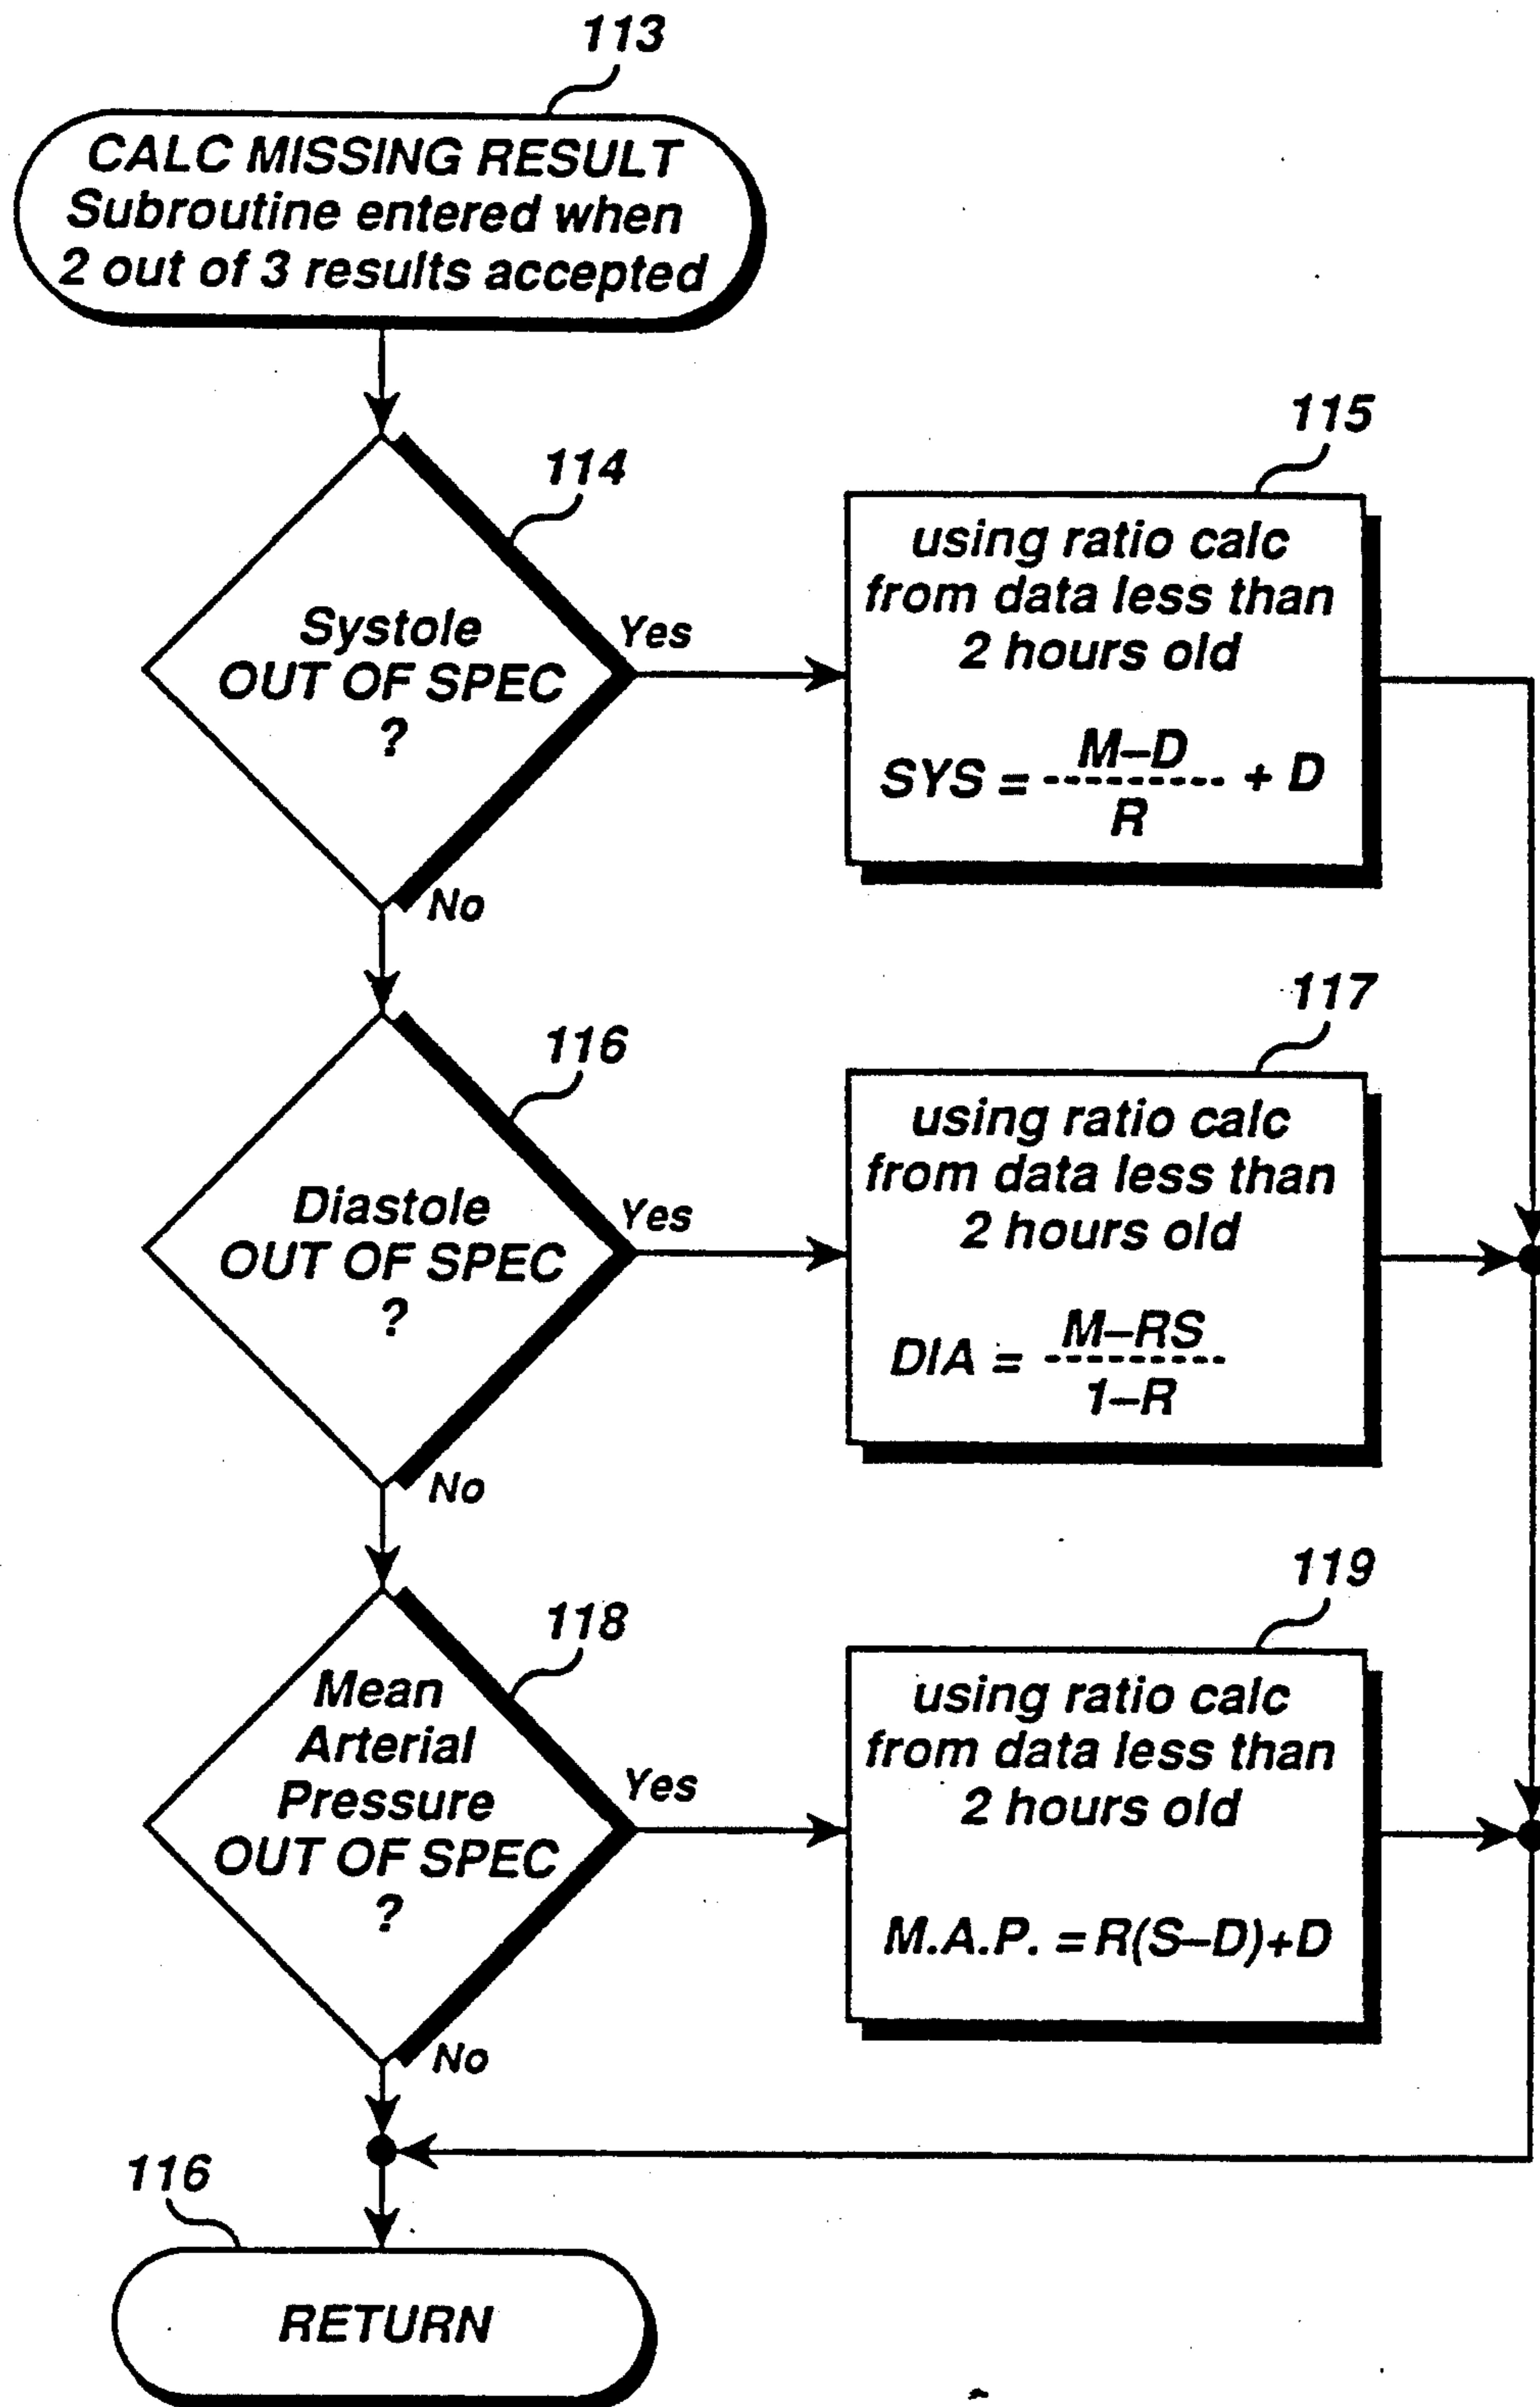 113
CALC MISSING RESULT
Subroutine entered when
2 out of 3 results accepted
114
Systole
OUT OF SPEC
?
Yes
No
115
using ratio calc
from data less than
2 hours old
SYS = M–D
--------- + D
R
116
Diastole
OUT OF SPEC
?
Yes
No
117
using ratio calc
from data less than
2 hours old
DIA = M–RS
---------
1–R
118
Mean
Arterial
Pressure
OUT OF SPEC
?
Yes
No
119
using ratio calc
from data less than
2 hours old
M.A.P. = R(S–D)+D
116
RETURN